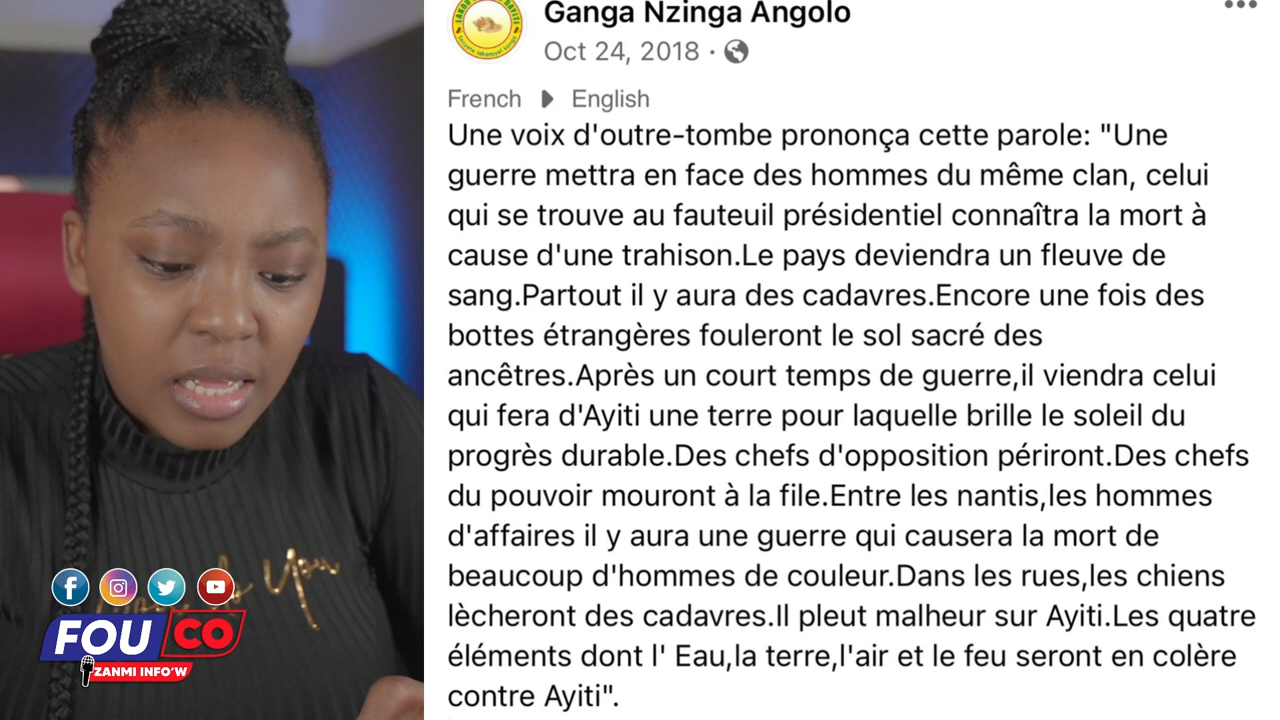 Ganga Nzinga Angolo
Oct 24, 2018 ·
French ▶ English
Une voix d'outre-tombe prononça cette parole: "Une
guerre mettra en face des hommes du même clan, celui
qui se trouve au fauteuil présidentiel connaîtra la mort à
cause d'une trahison.Le pays deviendra un fleuve de
sang.Partout il y aura des cadavres.Encore une fois des
bottes étrangères fouleront le sol sacré des
ancêtres.Après un court temps de guerre,il viendra celui
qui fera d'Ayiti une terre pour laquelle brille le soleil du
progrès durable.Des chefs d'opposition périront.Des chefs
du pouvoir mouront à la file.Entre les nantis,les hommes
d'affaires il y aura une guerre qui causera la mort de
beaucoup d'hommes de couleur.Dans les rues,les chiens
lècheront des cadavres.Il pleut malheur sur Ayiti.Les quatre
éléments dont l' Eau,la terre,l'air et le feu seront en colère
contre Ayiti".
You
FOU CO
ZANMI INFO'W